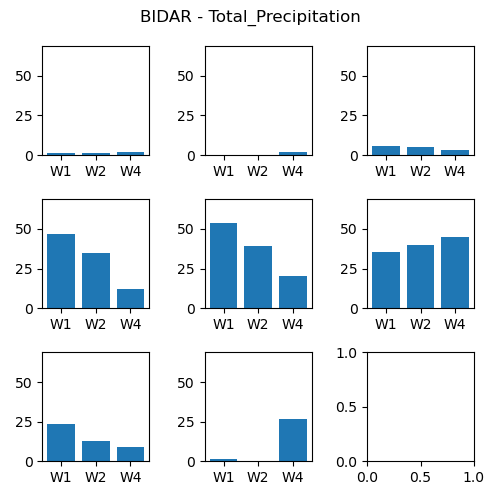 BIDAR - Total_Precipitation
50 50 50
25 25 25
0 0 0
W1 W2 W4 W1 W2 W4 W1 W2 W4
50 50 50
25 25 25
0 0 0
W1 W2 W4 W1 W2 W4 W1 W2 W4
1.0
50 50
0.5
25 25
0 0 0.0
W1 W2 W4 W1 W2 W4 0.0 0.5 1.0